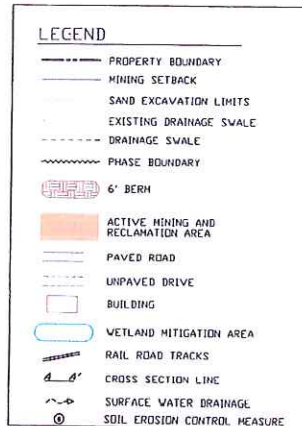 LEGEND
PROPERTY BOUNDARY
MINING SETBACK
SAND EXCAVATION LIMITS
EXISTING DRAINAGE SWALE
DRAINAGE SWALE
PHASE BOUNDARY
6' BERM
ACTIVE MINING AND
RECLAMATION AREA
PAVED ROAD
UNPAVED DRIVE
BUILDING
WETLAND MITIGATION AREA
RAIL ROAD TRACKS
A A' CROSS SECTION LINE
SURFACE WATER DRAINAGE
SOIL EROSION CONTROL MEASURE